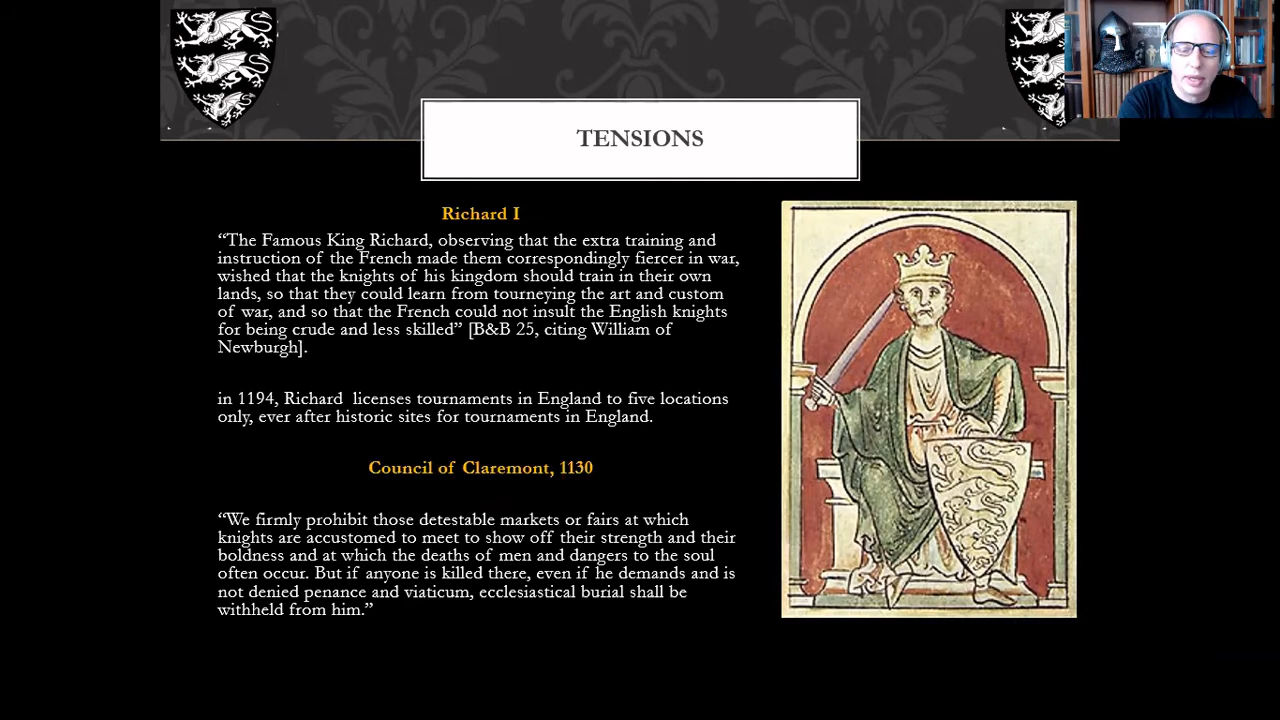 TENSIONS
Richard I
“The Famous King Richard, observing that the extra training and
instruction of the French made them correspondingly fiercer in war,
wished that the knights of his kingdom should train in their own
lands, so that they could learn from tourneying the art and custom
of war, and so that the French could not insult the English knights
for being crude and less skilled” [B&B 25, citing William of
Newburgh].
in 1194, Richard  licenses tournaments in England to five locations
only, ever after historic sites for tournaments in England.
Council of Claremont, 1130
“We firmly prohibit those detestable markets or fairs at which
knights are accustomed to meet to show off their strength and their
boldness and at which the deaths of men and dangers to the soul
often occur. But if anyone is killed there, even if he demands and is
not denied penance and viaticum, ecclesiastical burial shall be
withheld from him.”